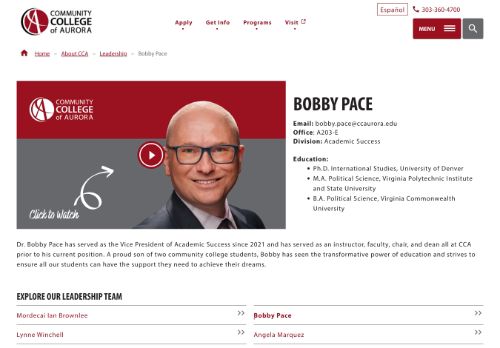 COMMUNITY
COLLEGE
of AURORA
Español
303-360-4700
Apply
Get Info
Programs
Visit
MENU
Home » About CCA » Leadership » Bobby Pace
COMMUNITY
COLLEGE
of AURORA
Click to Watch
BOBBY PACE
Email: bobby.pace@ccaurora.edu
Office: A203-E
Division: Academic Success
Education:
• Ph.D. International Studies, University of Denver
• M.A. Political Science, Virginia Polytechnic Institute
and State University
• B.A. Political Science, Virginia Commonwealth
University
Dr. Bobby Pace has served as the Vice President of Academic Success since 2021 and has served as an instructor, faculty, chair, and dean all at CCA
prior to his current position. A proud son of two community college students, Bobby has seen the transformative power of education and strives to
ensure all our students can have the support they need to achieve their dreams.
EXPLORE OUR LEADERSHIP TEAM
Mordecai Ian Brownlee
Bobby Pace
Lynne Winchell
Angela Marquez